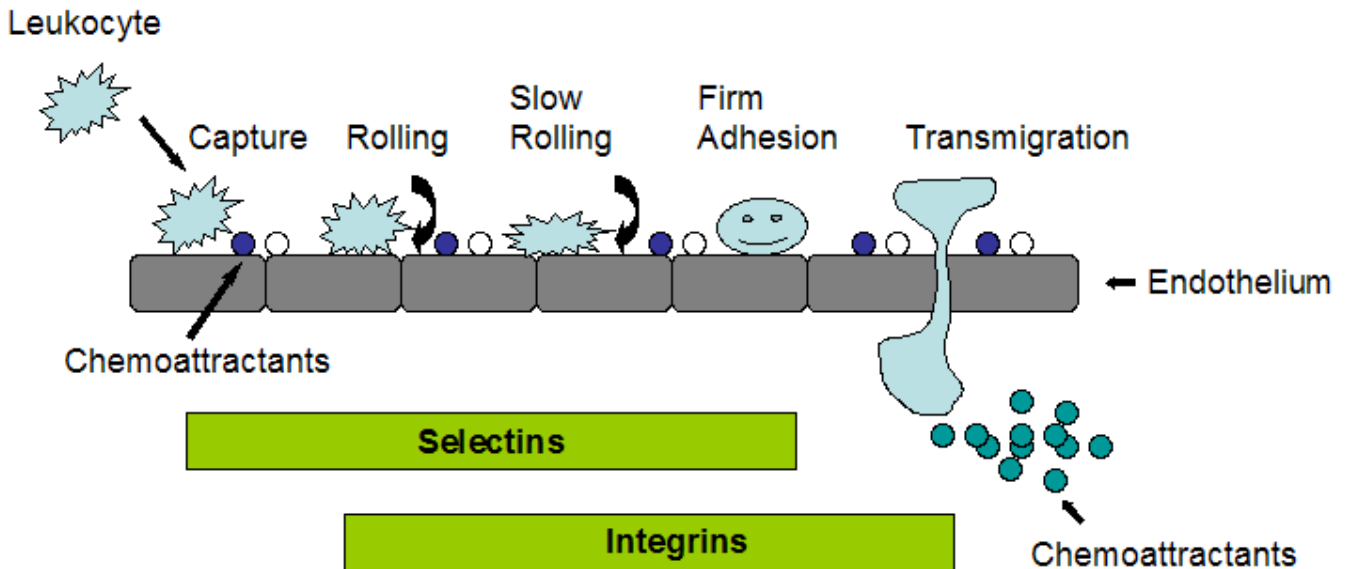 Leukocyte
Capture
Rolling
Slow
Rolling
Firm
Adhesion
Transmigration
Endothelium
Chemoattractants
Selectins
Integrins
Chemoattractants